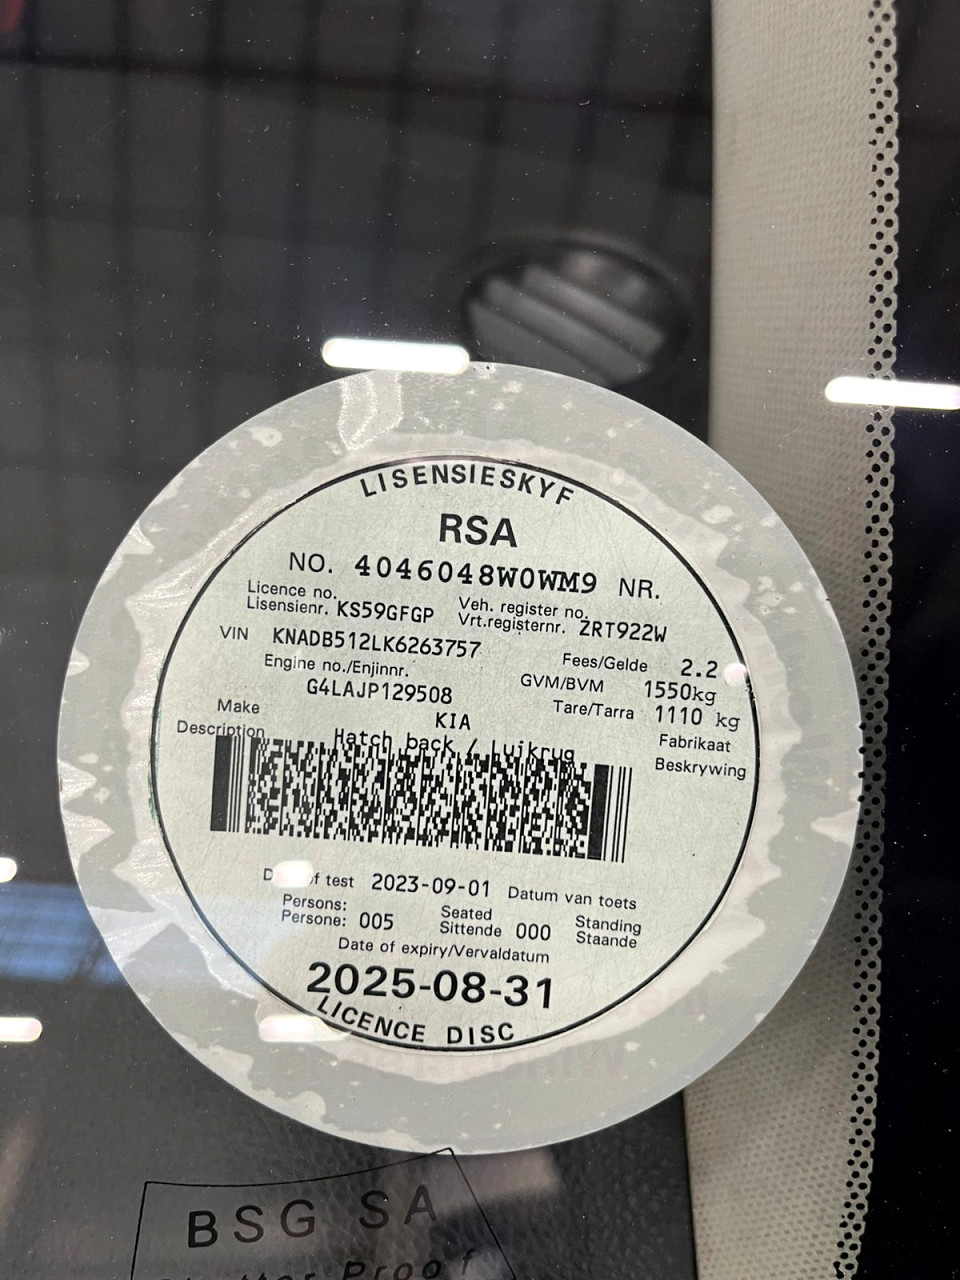 LISENSIESKYF
RSA
NO. 4046048W0WM9 NR.
Licence no.
Lisensienr. KS59GFGP
Veh. register no.
Vrt.registernr. ZRT922W
VIN KNADB512LK6263757
Fees/Gelde 2.2
Engine no./Enjinnr.
G4LAJP129508
GVM/BVM 1550kg
Tare/Tarra 1110 kg
Make KIA Fabrikaat
Description Hatch back / Luikrug Beskrywing
of test 2023-09-01 Datum van toets
Persons:
Persone: 005
Seated
Sittende 000
Standing
Staande
Date of expiry/Vervaldatum
2025-08-31
LICENCE DISC
BSG SA
Proof